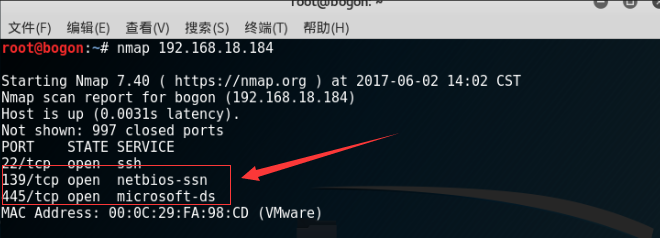 root@bogon: ~
文件(F) 编辑(E) 查看(V) 搜索(S) 终端(T) 帮助(H)
root@bogon:~# nmap 192.168.18.184
Starting Nmap 7.40 ( https://nmap.org ) at 2017-06-02 14:02 CST
Nmap scan report for bogon (192.168.18.184)
Host is up (0.0031s latency).
Not shown: 997 closed ports
PORT STATE SERVICE
22/tcp open ssh
139/tcp open netbios-ssn
445/tcp open microsoft-ds
MAC Address: 00:0C:29:FA:98:CD (VMware)